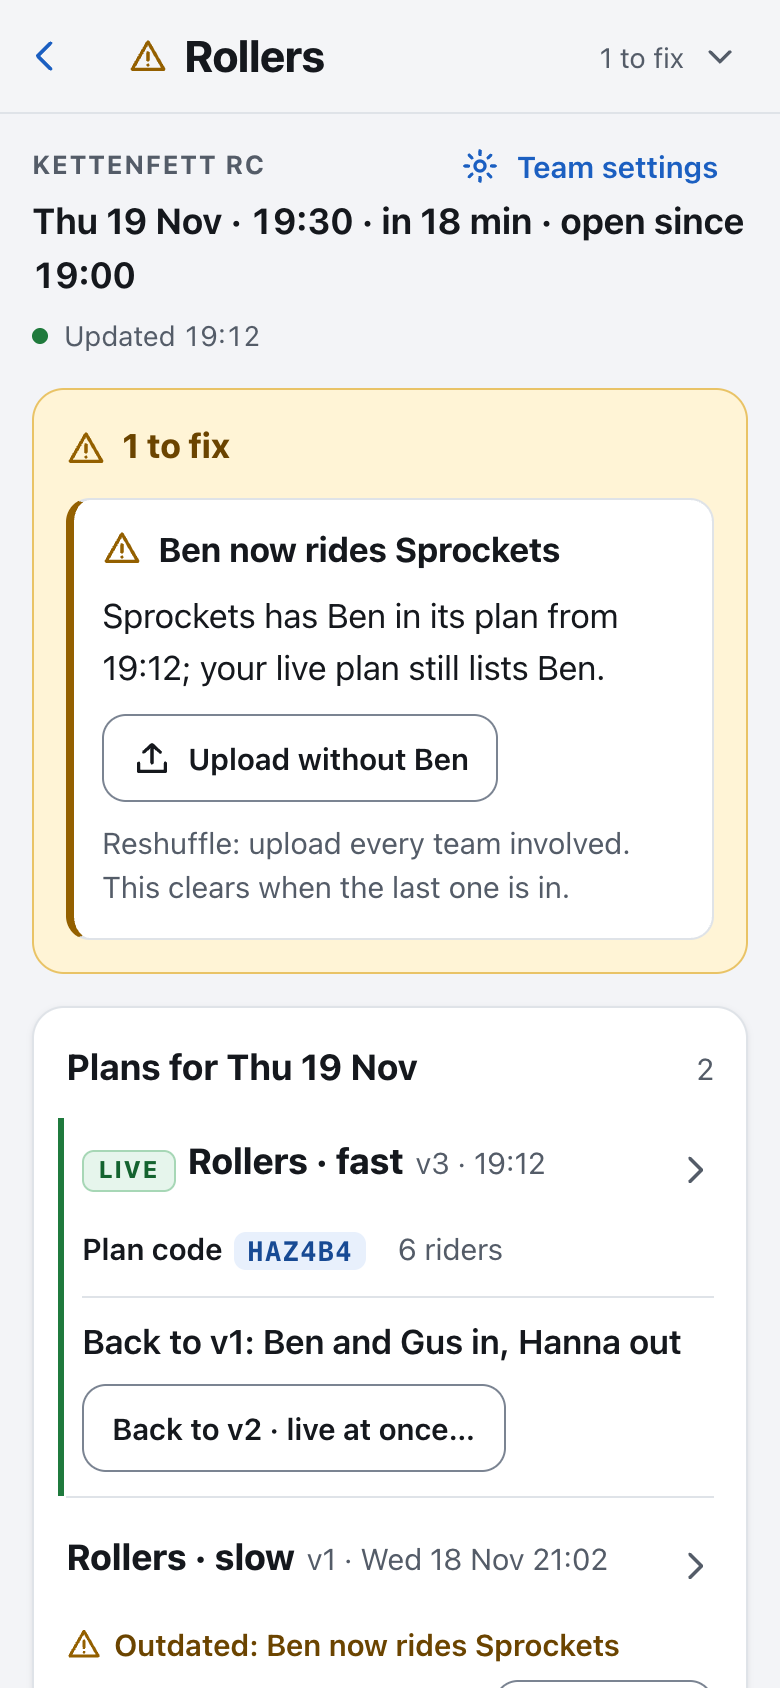 Rollers
1 to fix
KETTENFETT RC
Team settings
Thu 19 Nov · 19:30 · in 18 min · open since
19:00
Updated 19:12
1 to fix
Ben now rides Sprockets
Sprockets has Ben in its plan from
19:12; your live plan still lists Ben.
Upload without Ben
Reshuffle: upload every team involved.
This clears when the last one is in.
Plans for Thu 19 Nov
2
LIVE Rollers · fast v3 · 19:12
Plan code HAZ4B4 6 riders
Back to v1: Ben and Gus in, Hanna out
Back to v2 · live at once...
Rollers · slow v1 · Wed 18 Nov 21:02
Outdated: Ben now rides Sprockets